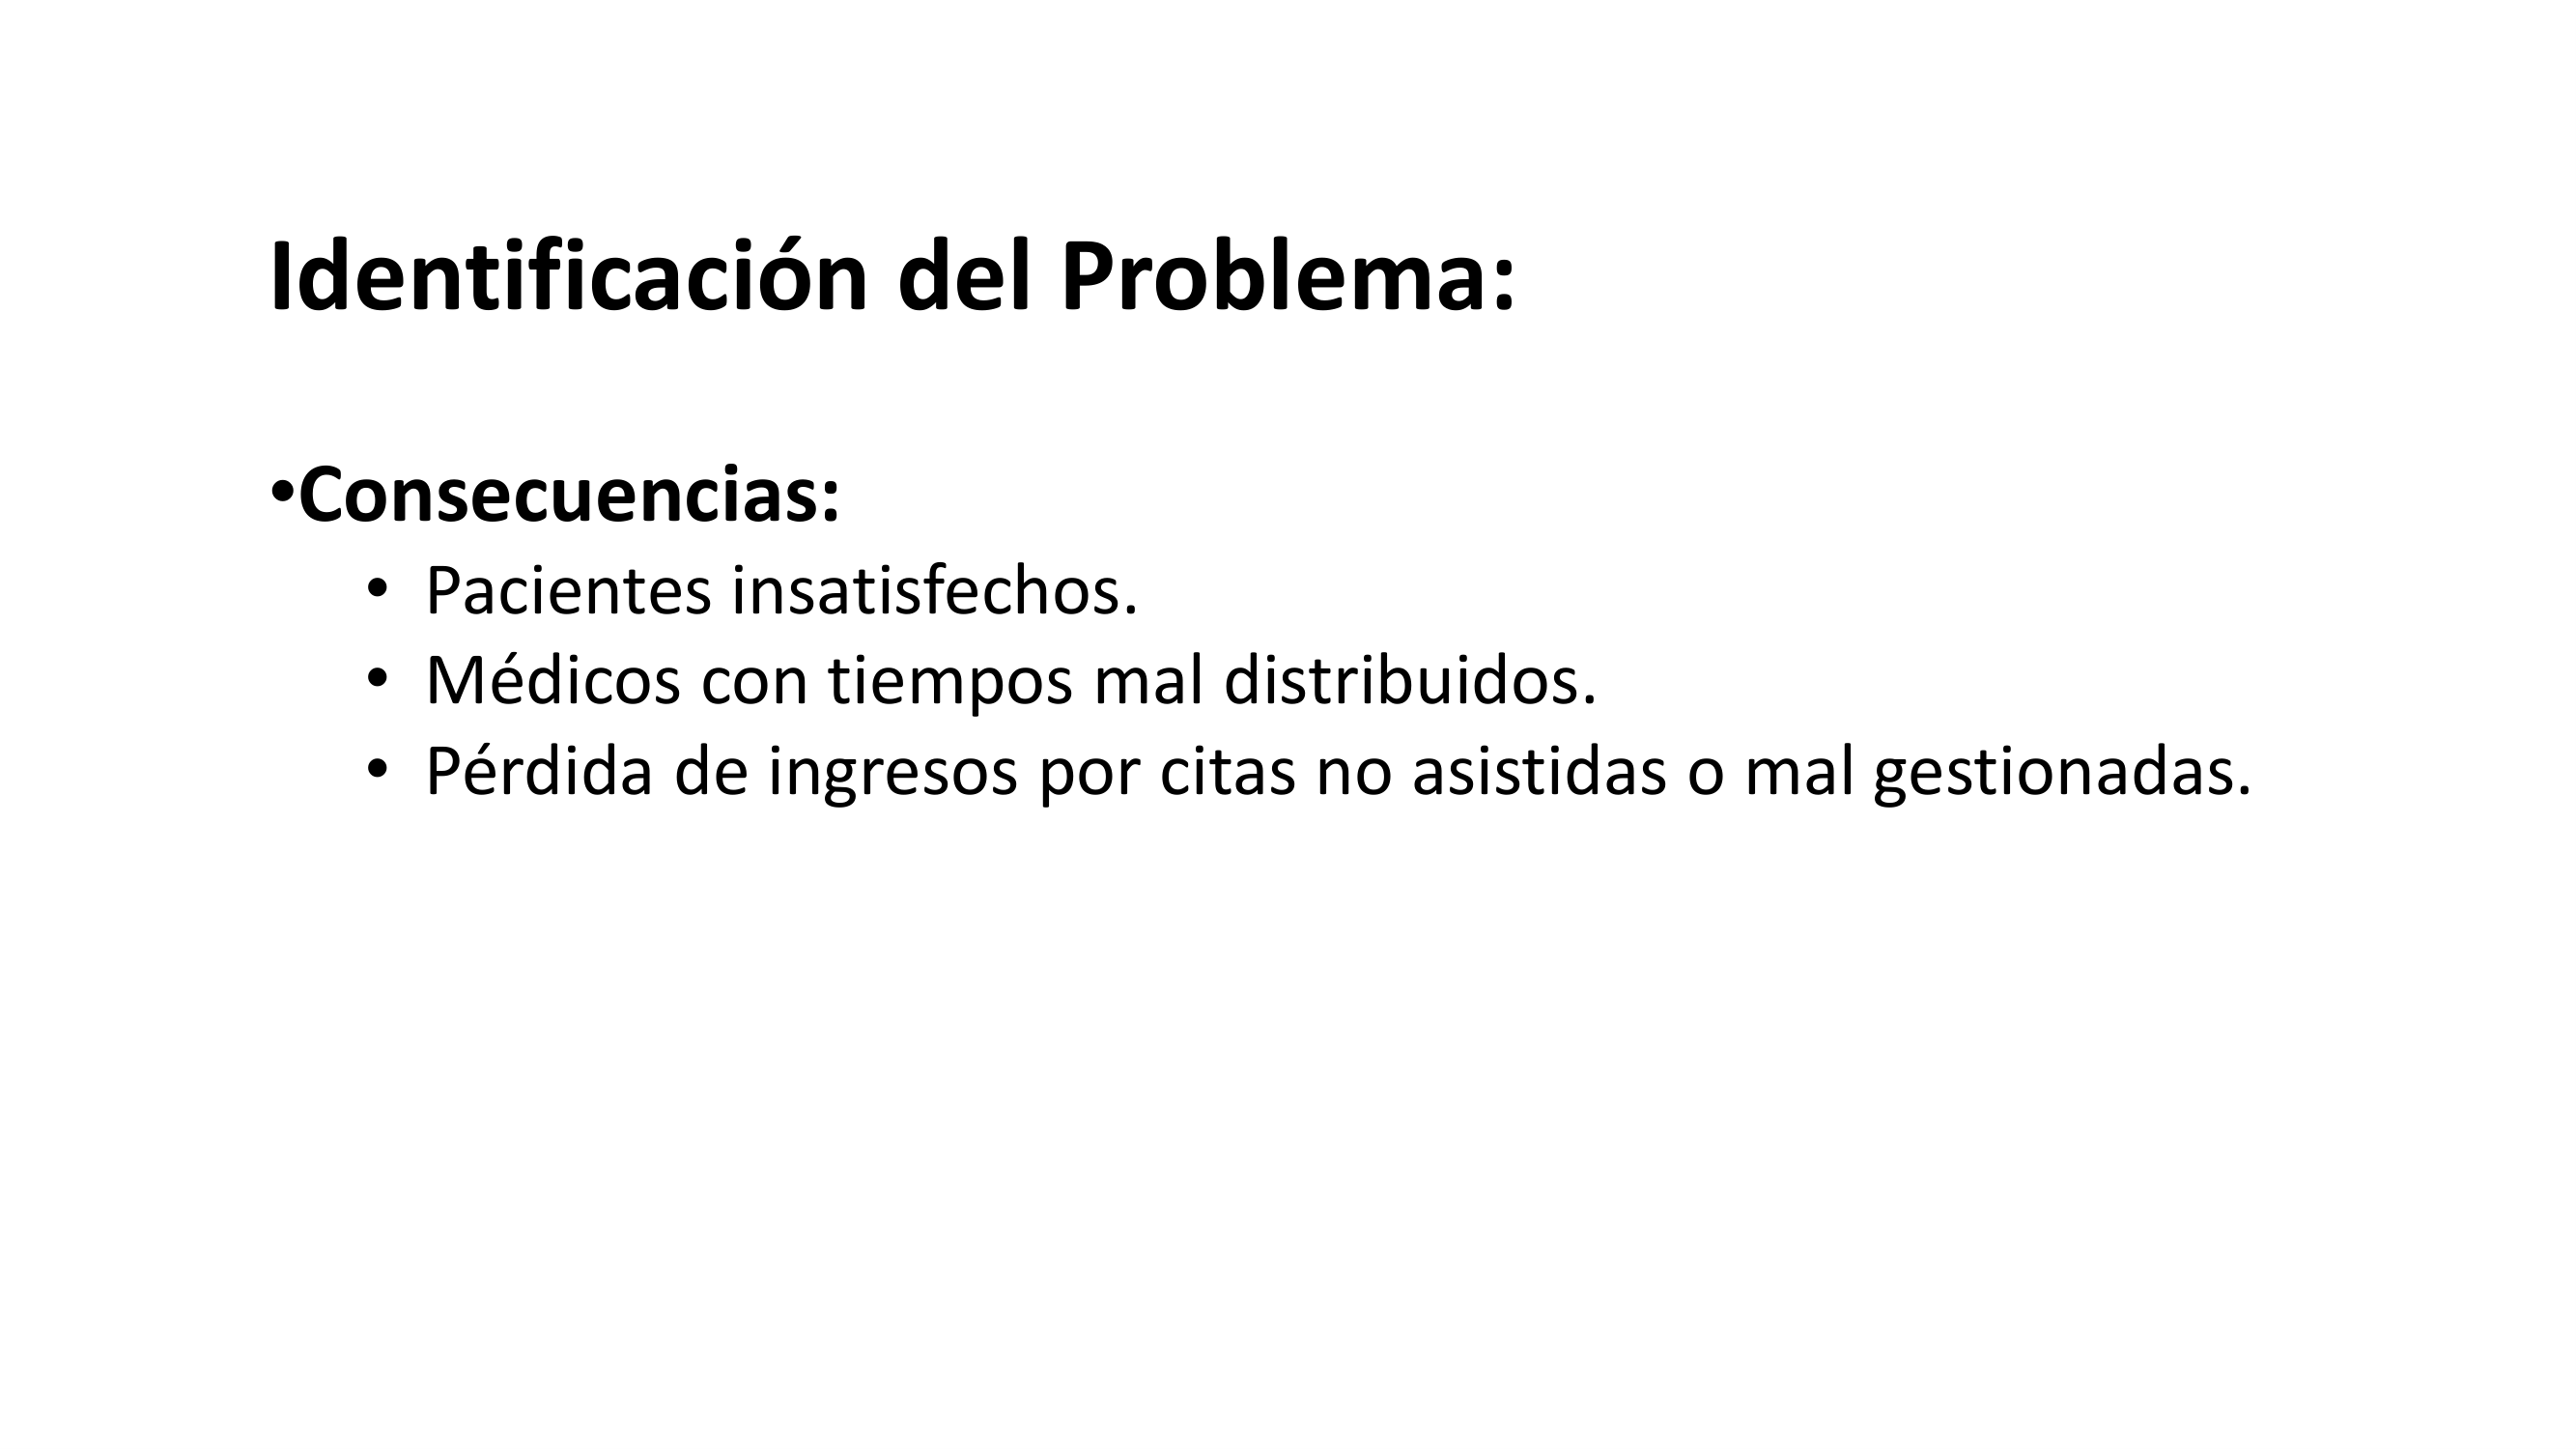 Identificación del Problema:
•Consecuencias:
• Pacientes insatisfechos.
• Médicos con tiempos mal distribuidos.
• Pérdida de ingresos por citas no asistidas o mal gestionadas.